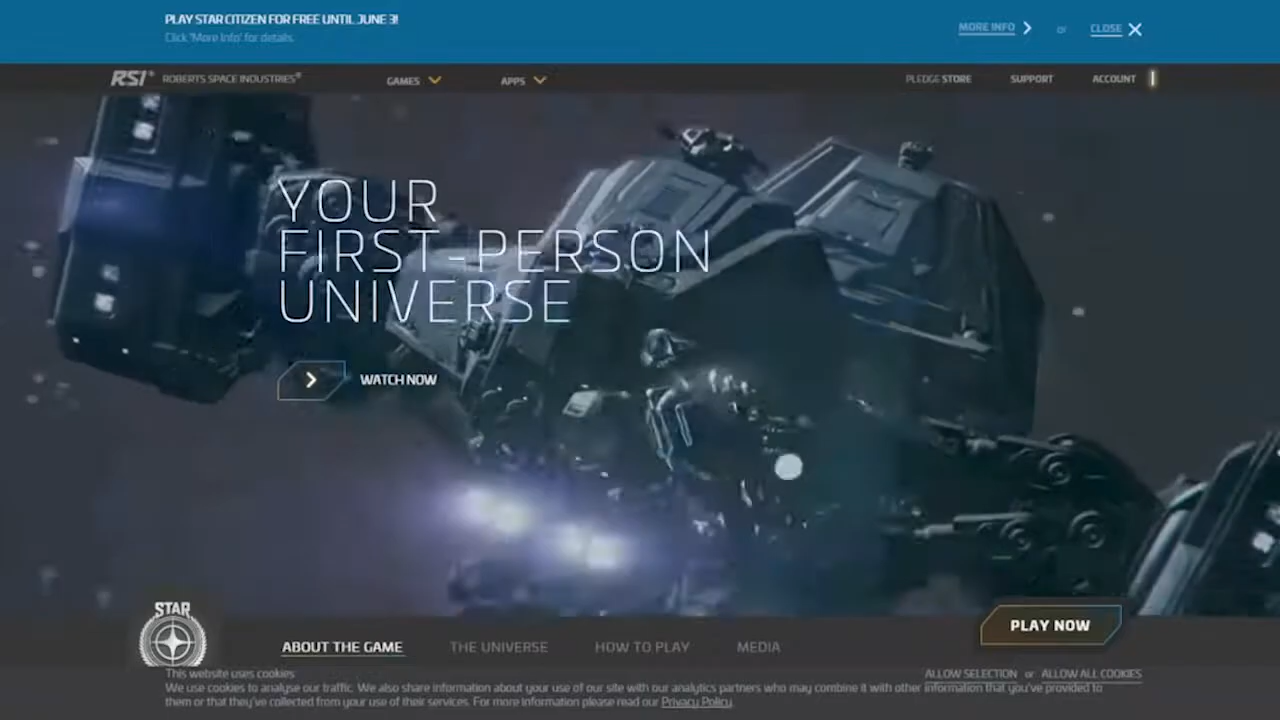 PLAY STAR CITIZEN FOR FREE UNTIL JUNE 3!
Click 'More Info' for details.
MORE INFO or CLOSE
RSI ROBERTS SPACE INDUSTRIES®
GAMES APPS PLEDGE STORE SUPPORT ACCOUNT
YOUR
FIRST-PERSON
UNIVERSE
WATCH NOW
STAR
PLAY NOW
ABOUT THE GAME THE UNIVERSE HOW TO PLAY MEDIA
This website uses cookies
ALLOW SELECTION or ALLOW ALL COOKIES
We use cookies to analyse our traffic. We also share information about your use of our site with our analytics partners who may combine it with other information that you've provided to
them or that they've collected from your use of their services. For more information please read our Privacy Policy.